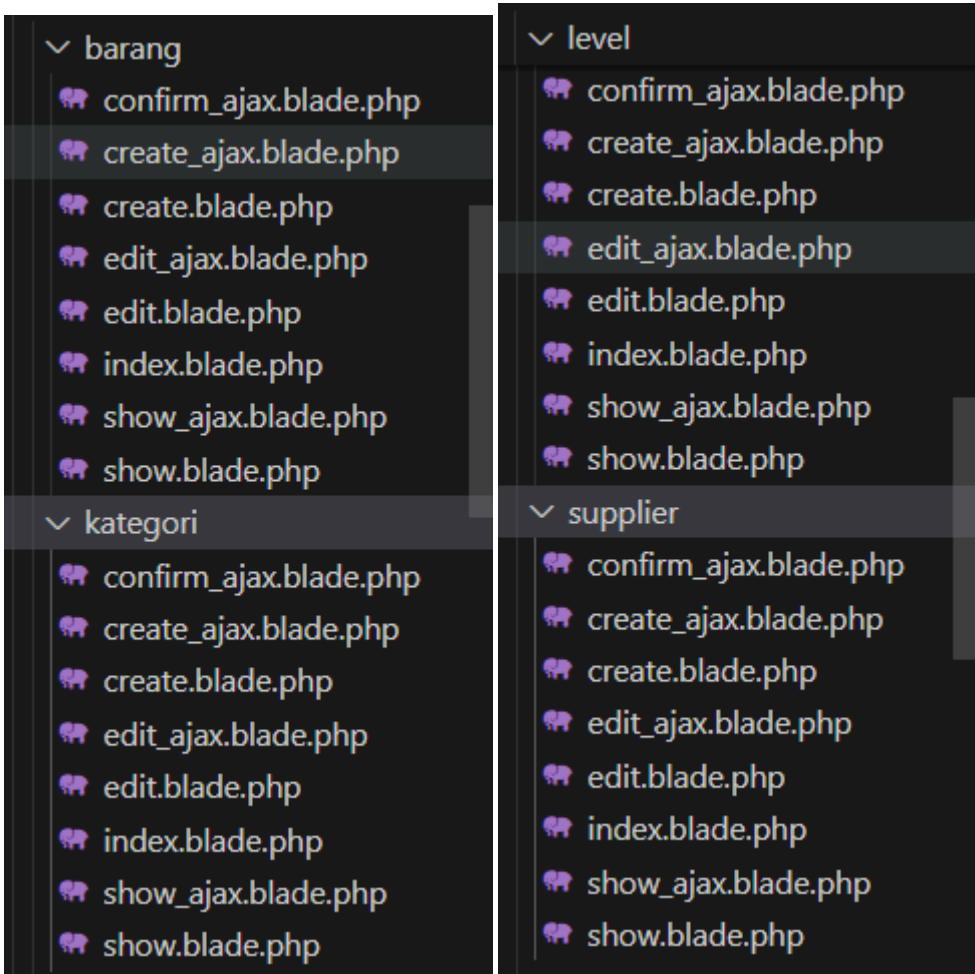 barang
confirm_ajax.blade.php
create_ajax.blade.php
create.blade.php
edit_ajax.blade.php
edit.blade.php
index.blade.php
show_ajax.blade.php
show.blade.php
kategori
confirm_ajax.blade.php
create_ajax.blade.php
create.blade.php
edit_ajax.blade.php
edit.blade.php
index.blade.php
show_ajax.blade.php
show.blade.php
level
confirm_ajax.blade.php
create_ajax.blade.php
create.blade.php
edit_ajax.blade.php
edit.blade.php
index.blade.php
show_ajax.blade.php
show.blade.php
supplier
confirm_ajax.blade.php
create_ajax.blade.php
create.blade.php
edit_ajax.blade.php
edit.blade.php
index.blade.php
show_ajax.blade.php
show.blade.php